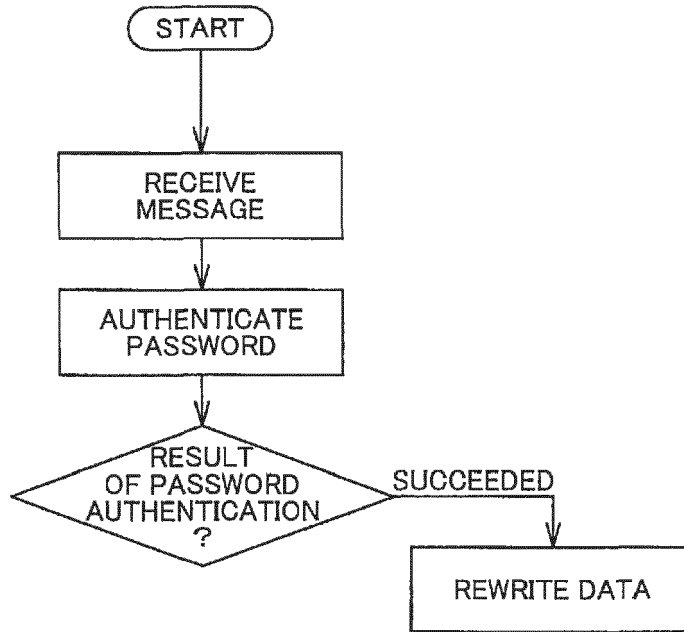 START
RECEIVE
MESSAGE
AUTHENTICATE
PASSWORD
RESULT
OF PASSWORD
AUTHENTICATION
?
SUCCEEDED
REWRITE DATA